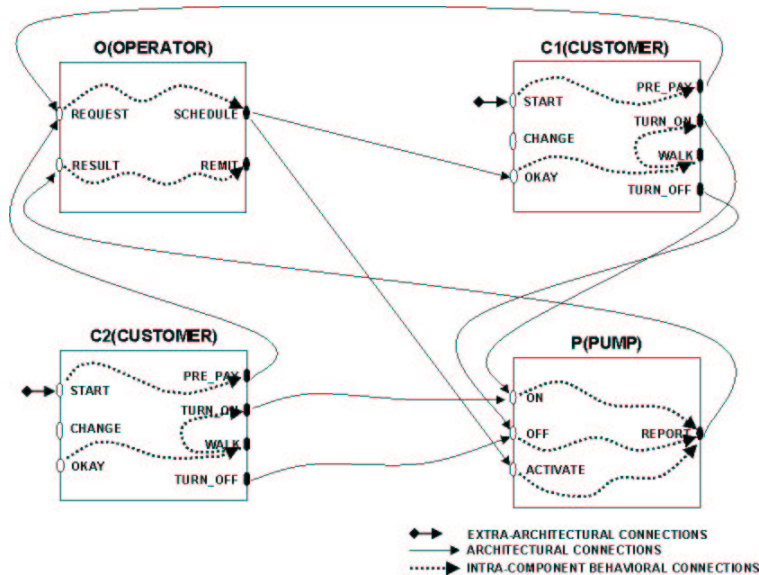 O(OPERATOR)
REQUEST
SCHEDULE
RESULT
REMIT
C1(CUSTOMER)
PRE_PAY
START
TURN_ON
CHANGE
WALK
OKAY
TURN_OFF
C2(CUSTOMER)
PRE_PAY
START
TURN_ON
CHANGE
WALK
OKAY
TURN_OFF
P(PUMP)
ON
OFF
REPORT
ACTIVATE
EXTRA-ARCHITECTURAL CONNECTIONS
ARCHITECTURAL CONNECTIONS
INTRA-COMPONENT BEHAVIORAL CONNECTIONS